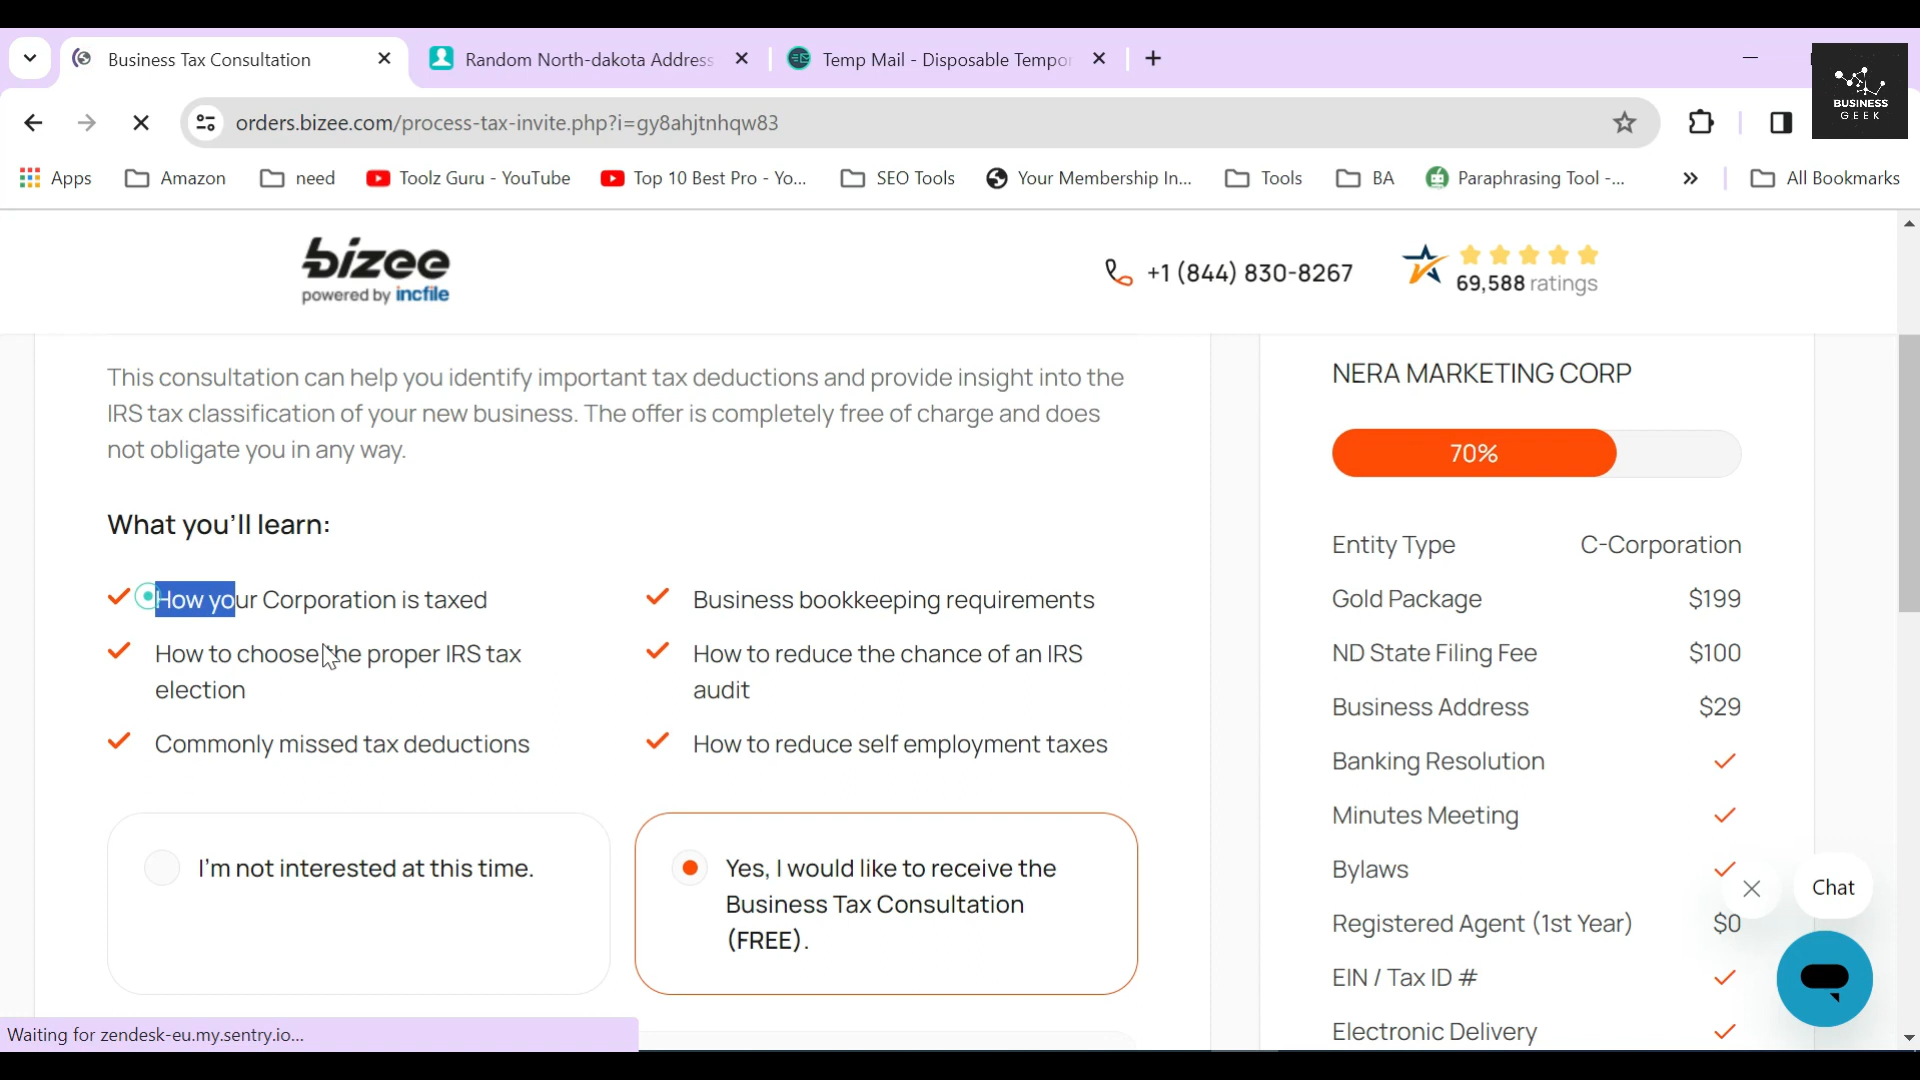 Business Tax Consultation
Random North-dakota Address
Temp Mail - Disposable Tempor
BUSINESS
GEEK
orders.bizee.com/process-tax-invite.php?i=gy8ahjtnhqw83
Apps
Amazon
need
Toolz Guru - YouTube
Top 10 Best Pro - Yo...
SEO Tools
Your Membership In...
Tools
BA
Paraphrasing Tool -...
All Bookmarks
bizee
powered by incfile
+1 (844) 830-8267
69,588 ratings
This consultation can help you identify important tax deductions and provide insight into the
IRS tax classification of your new business. The offer is completely free of charge and does
not obligate you in any way.
What you'll learn:
How your Corporation is taxed
How to choose the proper IRS tax
election
Commonly missed tax deductions
Business bookkeeping requirements
How to reduce the chance of an IRS
audit
How to reduce self employment taxes
I'm not interested at this time.
Yes, I would like to receive the
Business Tax Consultation
(FREE).
NERA MARKETING CORP
70%
Entity Type C-Corporation
Gold Package $199
ND State Filing Fee $100
Business Address $29
Banking Resolution
Minutes Meeting
Bylaws
Registered Agent (1st Year) $0
EIN / Tax ID #
Electronic Delivery
Chat
Waiting for zendesk-eu.my.sentry.io...